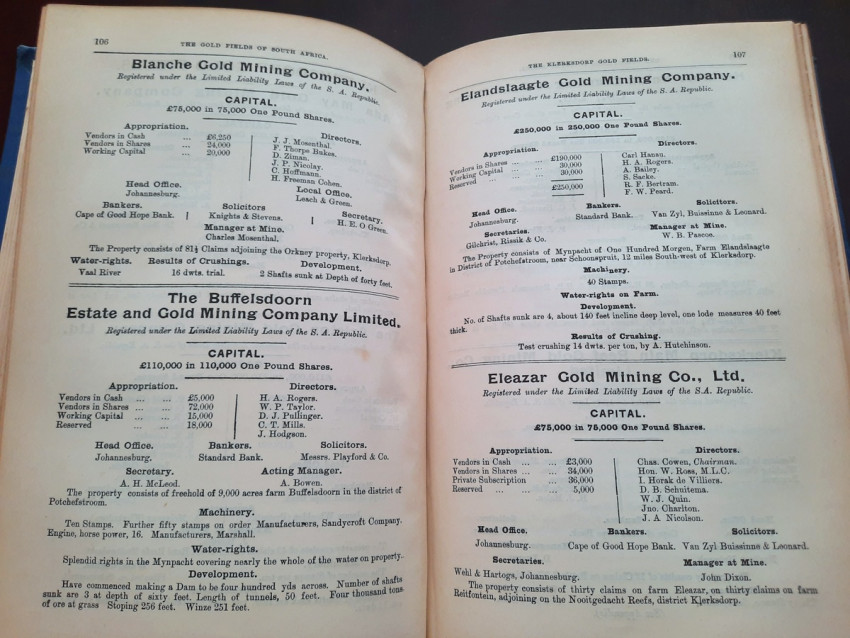 106
THE GOLD FIELDS OF SOUTH AFRICA.
Blanche Gold Mining Company.
Registered under the Limited Liability Laws of the S. A. Republic.
CAPITAL.
£75,000 in 75,000 One Pound Shares.
Appropriation.
Directors.
Vendors in Cash ... £6,250
Vendors in Shares ... 24,000
Working Capital ... 20,000
J. J. Mosenthal.
F. Thorpe Bukes.
D. Ziman.
J. P. Nicolay.
C. Hoffmann.
H. Freeman Cohen.
Head Office.
Local Office.
Johannesburg.
Leach & Green.
Bankers.
Solicitors
Secretary.
Cape of Good Hope Bank.
Knights & Stevens.
H. E. O Green.
Manager at Mine.
Charles Mosenthal.
The Property consists of 81½ Claims adjoining the Orkney property, Klerksdorp.
Water-rights. Results of Crushings. Development.
Vaal River 16 dwts. trial. 2 Shafts sunk at Depth of forty feet.
The Buffelsdoorn
Estate and Gold Mining Company Limited.
Registered under the Limited Liability Laws of the S. A. Republic.
CAPITAL.
£110,000 in 110,000 One Pound Shares.
Appropriation.
Directors.
Vendors in Cash ... ... £5,000
Vendors in Shares ... ... 72,000
Working Capital ... ... 15,000
Reserved ... ... 18,000
H. A. Rogers.
W. P. Taylor.
D. J. Pullinger.
C. T. Mills.
J. Hodgson.
Head Office. Bankers. Solicitors.
Johannesburg. Standard Bank. Messrs. Playford & Co.
Secretary. Acting Manager.
A. H. McLeod. A. Bowen.
The property consists of freehold of 9,000 acres farm Buffelsdoorn in the district of
Potchefstroom.
Machinery.
Ten Stamps. Further fifty stamps on order Manufacturers, Sandycroft Company.
Engine, horse power, 16. Manufacturers, Marshall.
Water-rights.
Splendid rights in the Mynpacht covering nearly the whole of the water on property.
Development.
Have commenced making a Dam to be four hundred yds across. Number of shafts
sunk are 3 at depth of sixty feet. Length of tunnels, 50 feet. Four thousand tons
of ore at grass Stoping 256 feet. Winze 251 feet.
THE KLERKSDORP GOLD FIELDS.
107
Elandslaagte Gold Mining Company.
Registered under the Limited Liability Laws of the S. A. Republic.
CAPITAL.
£250,000 in 250,000 One Pound Shares.
Appropriation.
Directors.
Vendors in Shares ... ... £190,000
Working Capital ... ... 30,000
Reserved ... ... 30,000
£250,000
Carl Hanau.
H. A. Rogers.
A. Bailey.
S. Sacke.
R. F. Bertram.
F. W. Peard.
Head Office. Bankers. Solicitors.
Johannesburg. Standard Bank. Van Zyl, Buissinne & Leonard.
Secretaries. Manager at Mine.
Gilchrist, Rissik & Co. W. B. Pascoe.
The Property consists of Mynpacht of One Hundred Morgen, Farm Elandslaagte
in District of Potchefstroom, near Schoonspruit, 12 miles South-west of Klerksdorp.
Machinery.
40 Stamps.
Water-rights on Farm.
Development.
No. of Shafts sunk are 4, about 140 feet incline deep level, one lode measures 40 feet
thick.
Results of Crushing.
Test crushing 14 dwts. per ton, by A. Hutchinson.
Eleazar Gold Mining Co., Ltd.
Registered under the Limited Liability Laws of the S.A. Republic.
CAPITAL.
£75,000 in 75,000 One Pound Shares.
Appropriation.
Directors.
Vendors in Cash ... ... £3,000
Vendors in Shares ... ... 34,000
Private Subscription ... 36,000
Reserved ... ... ... 5,000
Chas. Cowen, Chairman.
Hon. W. Ross, M.L.C.
I. Horak de Villiers.
D. B. Schuitema.
W. J. Quin.
Jno. Charlton.
J. A Nicolson.
Head Office. Bankers. Solicitors.
Johannesburg. Cape of Good Hope Bank. Van Zyl Buissinne & Leonard.
Secretaries. Manager at Mine.
Wehl & Hartogs, Johannesburg. John Dixon.
The property consists of thirty claims on farm Eleazar, on thirty claims on farm
Reitfontein, adjoining on the Nooitgedacht Reefs, district Klerksdorp.